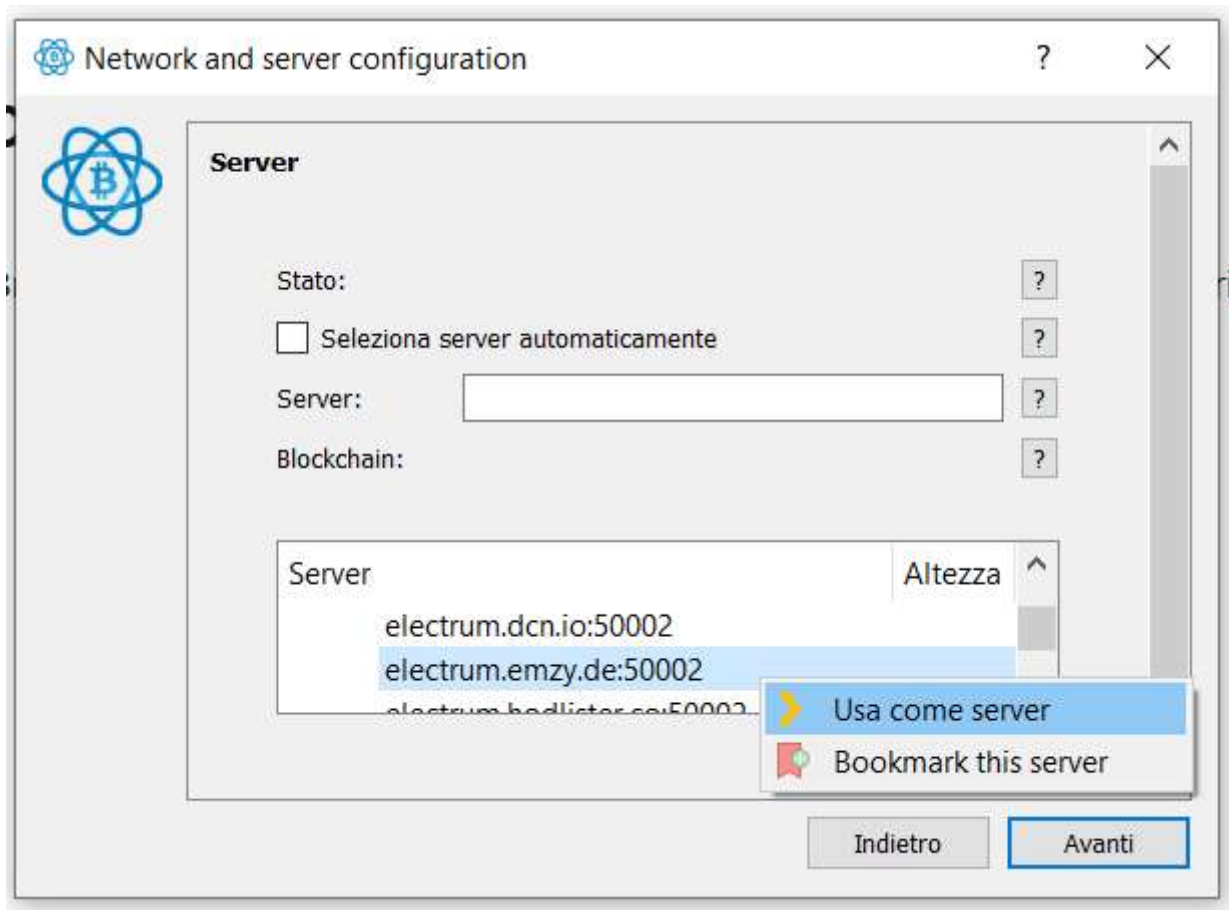 Network and server configuration
?
Server
Stato:
?
Seleziona server automaticamente
?
Server:
?
Blockchain:
?
Server
Altezza
electrum.dcn.io:50002
electrum.emzy.de:50002
Usa come server
Bookmark this server
Indietro
Avanti